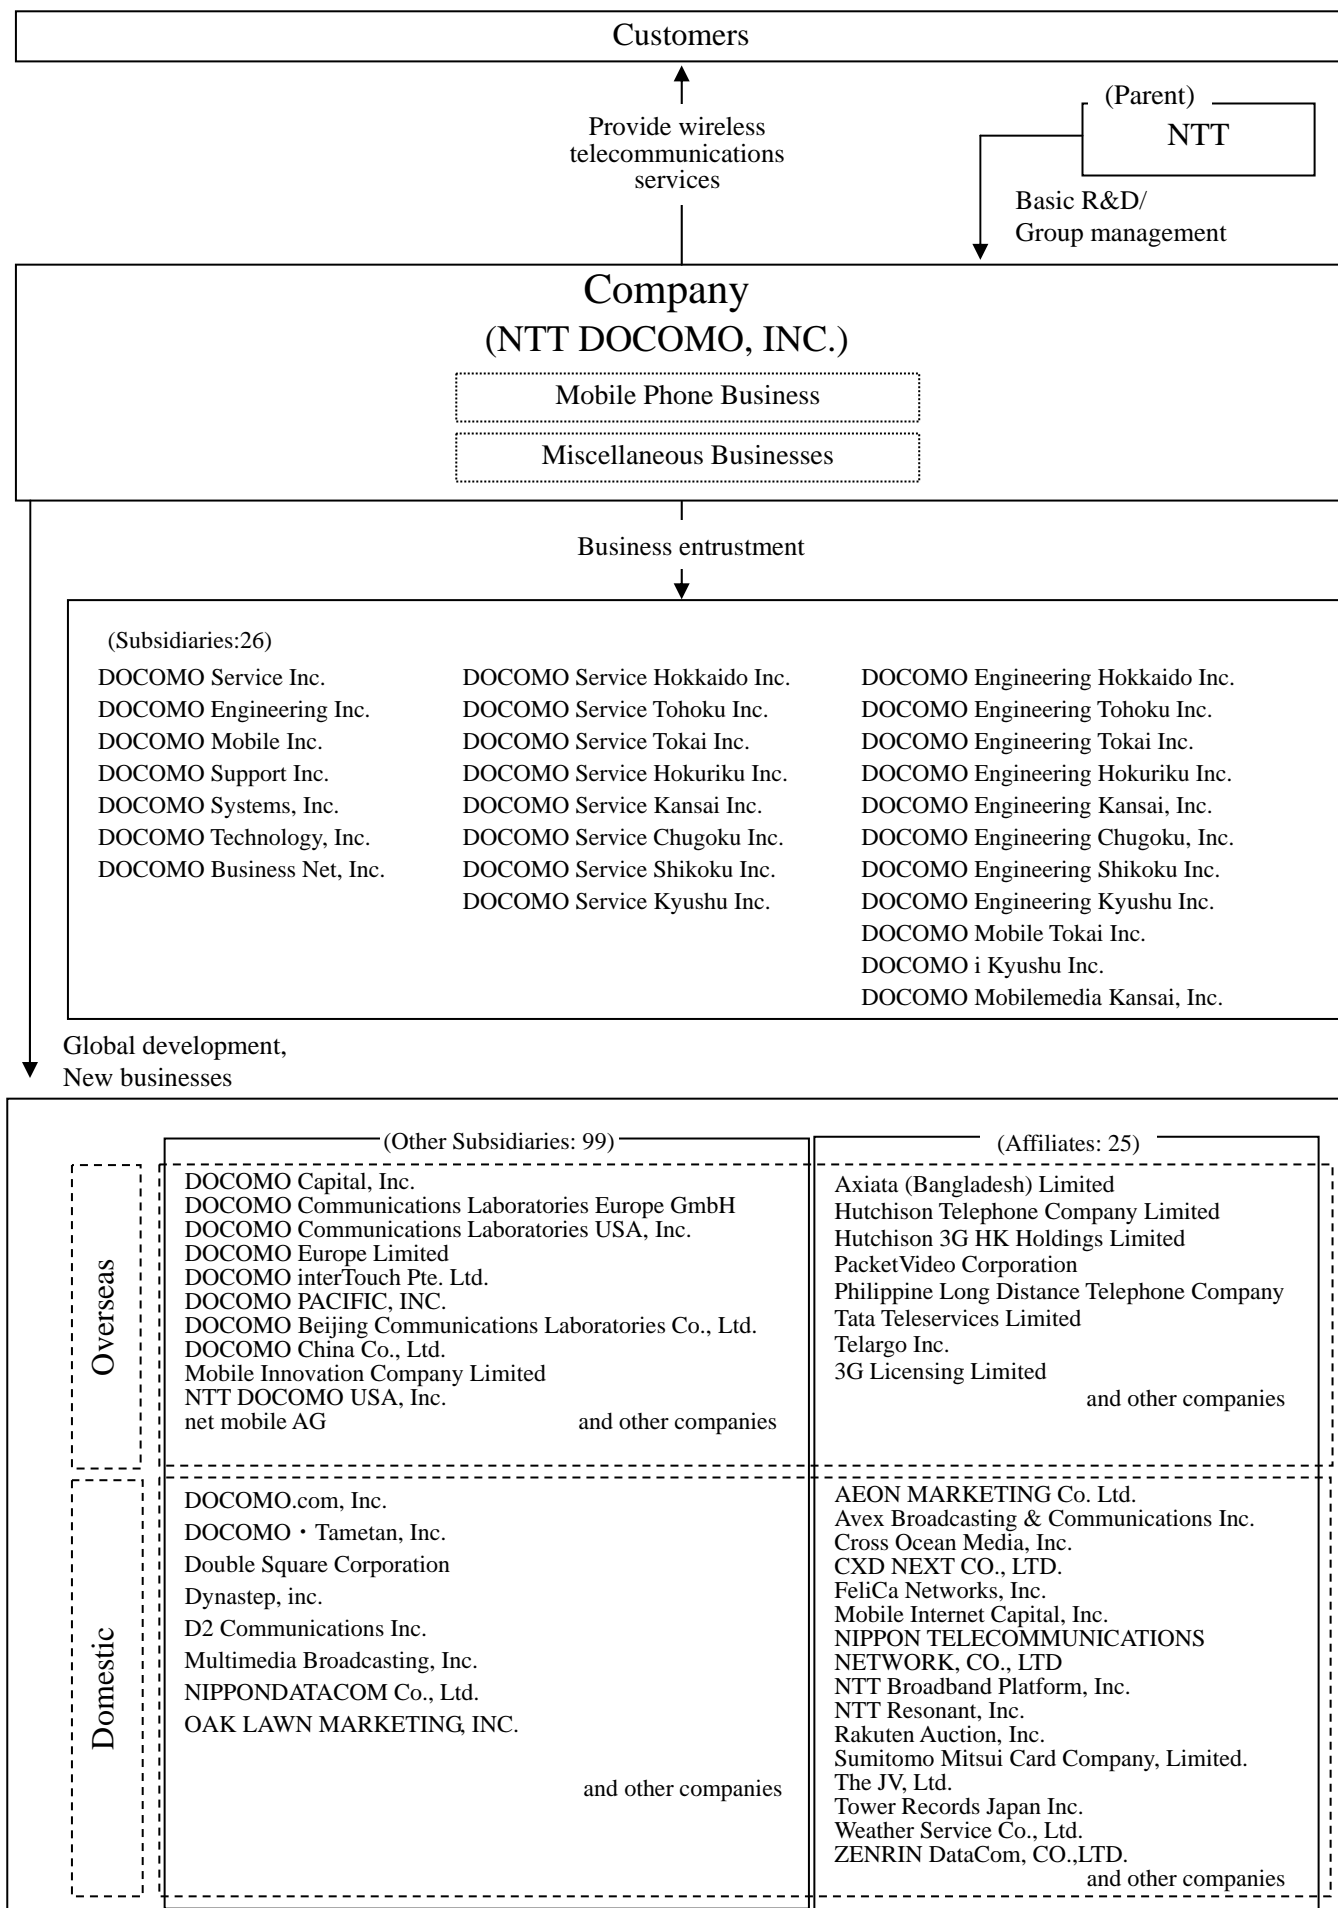 Customers
Provide wireless
telecommunications
services
(Parent)
NTT
Basic R&D/
Group management
Company
(NTT DOCOMO, INC.)
Mobile Phone Business
Miscellaneous Businesses
Business entrustment
(Subsidiaries:26)
DOCOMO Service Inc.
DOCOMO Engineering Inc.
DOCOMO Mobile Inc.
DOCOMO Support Inc.
DOCOMO Systems, Inc.
DOCOMO Technology, Inc.
DOCOMO Business Net, Inc.
DOCOMO Service Hokkaido Inc.
DOCOMO Service Tohoku Inc.
DOCOMO Service Tokai Inc.
DOCOMO Service Hokuriku Inc.
DOCOMO Service Kansai Inc.
DOCOMO Service Chugoku Inc.
DOCOMO Service Shikoku Inc.
DOCOMO Service Kyushu Inc.
DOCOMO Engineering Hokkaido Inc.
DOCOMO Engineering Tohoku Inc.
DOCOMO Engineering Tokai Inc.
DOCOMO Engineering Hokuriku Inc.
DOCOMO Engineering Kansai, Inc.
DOCOMO Engineering Chugoku, Inc.
DOCOMO Engineering Shikoku Inc.
DOCOMO Engineering Kyushu Inc.
DOCOMO Mobile Tokai Inc.
DOCOMO i Kyushu Inc.
DOCOMO Mobilemedia Kansai, Inc.
Global development,
New businesses
(Other Subsidiaries: 99)
(Affiliates: 25)
Overseas
DOCOMO Capital, Inc.
DOCOMO Communications Laboratories Europe GmbH
DOCOMO Communications Laboratories USA, Inc.
DOCOMO Europe Limited
DOCOMO interTouch Pte. Ltd.
DOCOMO PACIFIC, INC.
DOCOMO Beijing Communications Laboratories Co., Ltd.
DOCOMO China Co., Ltd.
Mobile Innovation Company Limited
NTT DOCOMO USA, Inc.
net mobile AG and other companies
Axiata (Bangladesh) Limited
Hutchison Telephone Company Limited
Hutchison 3G HK Holdings Limited
PacketVideo Corporation
Philippine Long Distance Telephone Company
Tata Teleservices Limited
Telargo Inc.
3G Licensing Limited
and other companies
Domestic
DOCOMO.com, Inc.
DOCOMO・Tametan, Inc.
Double Square Corporation
Dynastep, inc.
D2 Communications Inc.
Multimedia Broadcasting, Inc.
NIPPONDATACOM Co., Ltd.
OAK LAWN MARKETING, INC.
and other companies
AEON MARKETING Co. Ltd.
Avex Broadcasting & Communications Inc.
Cross Ocean Media, Inc.
CXD NEXT CO., LTD.
FeliCa Networks, Inc.
Mobile Internet Capital, Inc.
NIPPON TELECOMMUNICATIONS
NETWORK, CO., LTD
NTT Broadband Platform, Inc.
NTT Resonant, Inc.
Rakuten Auction, Inc.
Sumitomo Mitsui Card Company, Limited.
The JV, Ltd.
Tower Records Japan Inc.
Weather Service Co., Ltd.
ZENRIN DataCom, CO.,LTD.
and other companies